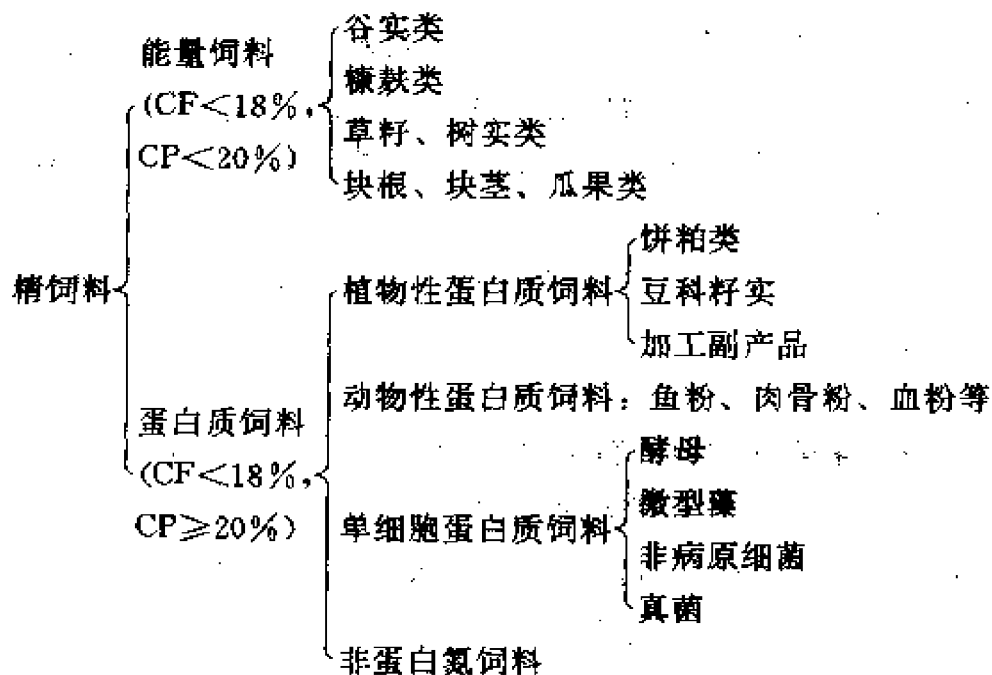 能量饲料
(CF<18%,
CP<20%)
谷实类
糠麸类
草籽、树实类
块根、块茎、瓜果类
精饲料
蛋白质饲料
(CF<18%,
CP≥20%)
植物性蛋白质饲料
饼粕类
豆科籽实
加工副产品
动物性蛋白质饲料：鱼粉、肉骨粉、血粉等
单细胞蛋白质饲料
酵母
微型藻
非病原细菌
真菌
非蛋白氮饲料